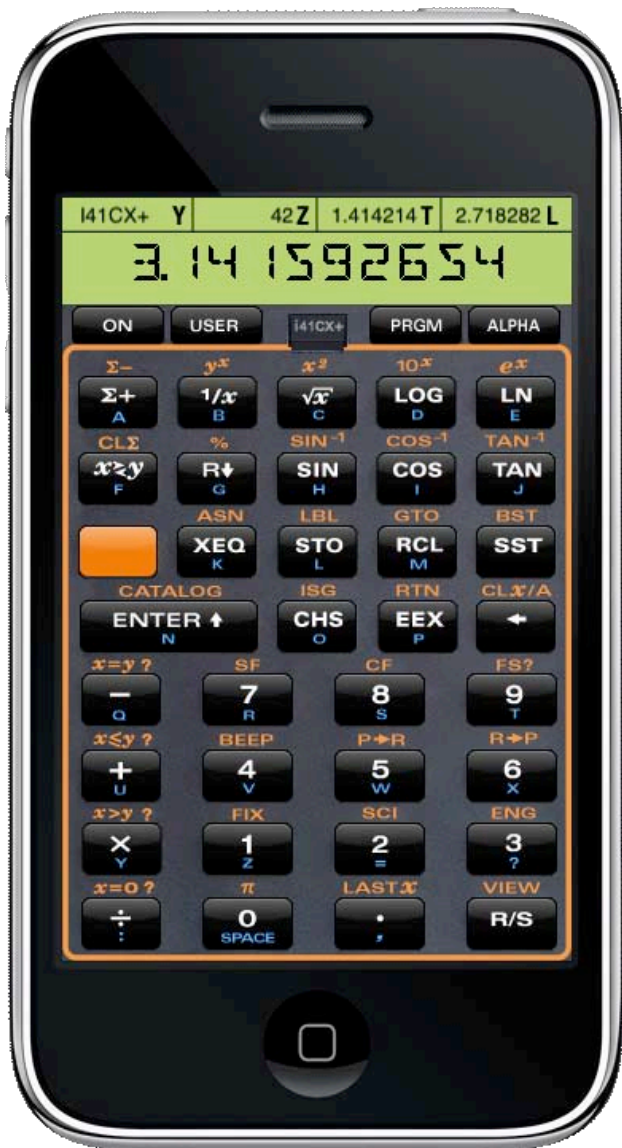 I41CX+ Y 42 Z 1.414214 T 2.718282 L
3.141592654
ON USER i41CX+ PRGM ALPHA
Σ− yˣ x² 10ˣ eˣ
Σ+ 1/x √x LOG LN
A B C D E
CLΣ % SIN⁻¹ COS⁻¹ TAN⁻¹
x≷y R↓ SIN COS TAN
F G H I J
ASN LBL GTO BST
XEQ STO RCL SST
K L M
CATALOG ISG RTN CLX/A
ENTER ↑ CHS EEX ←
N O P
x=y ? SF CF FS?
− 7 8 9
Q R S T
x≤y ? BEEP P→R R→P
+ 4 5 6
U V W X
x>y ? FIX SCI ENG
× 1 2 3
Y Z = ?
x=0 ? π LASTX VIEW
÷ 0 . R/S
: SPACE ,